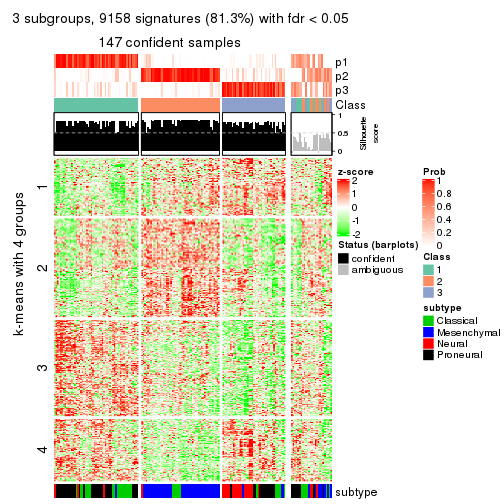 3 subgroups, 9158 signatures (81.3%) with fdr < 0.05
147 confident samples
p1
p2
p3
Class
1
0.5
0
Silhouette
score
k-means with 4 groups
1
2
3
4
subtype
z-score
2
1
0
-1
-2
Status (barplots)
confident
ambiguous
Prob
1
0.8
0.6
0.4
0.2
0
Class
1
2
3
subtype
Classical
Mesenchymal
Neural
Proneural